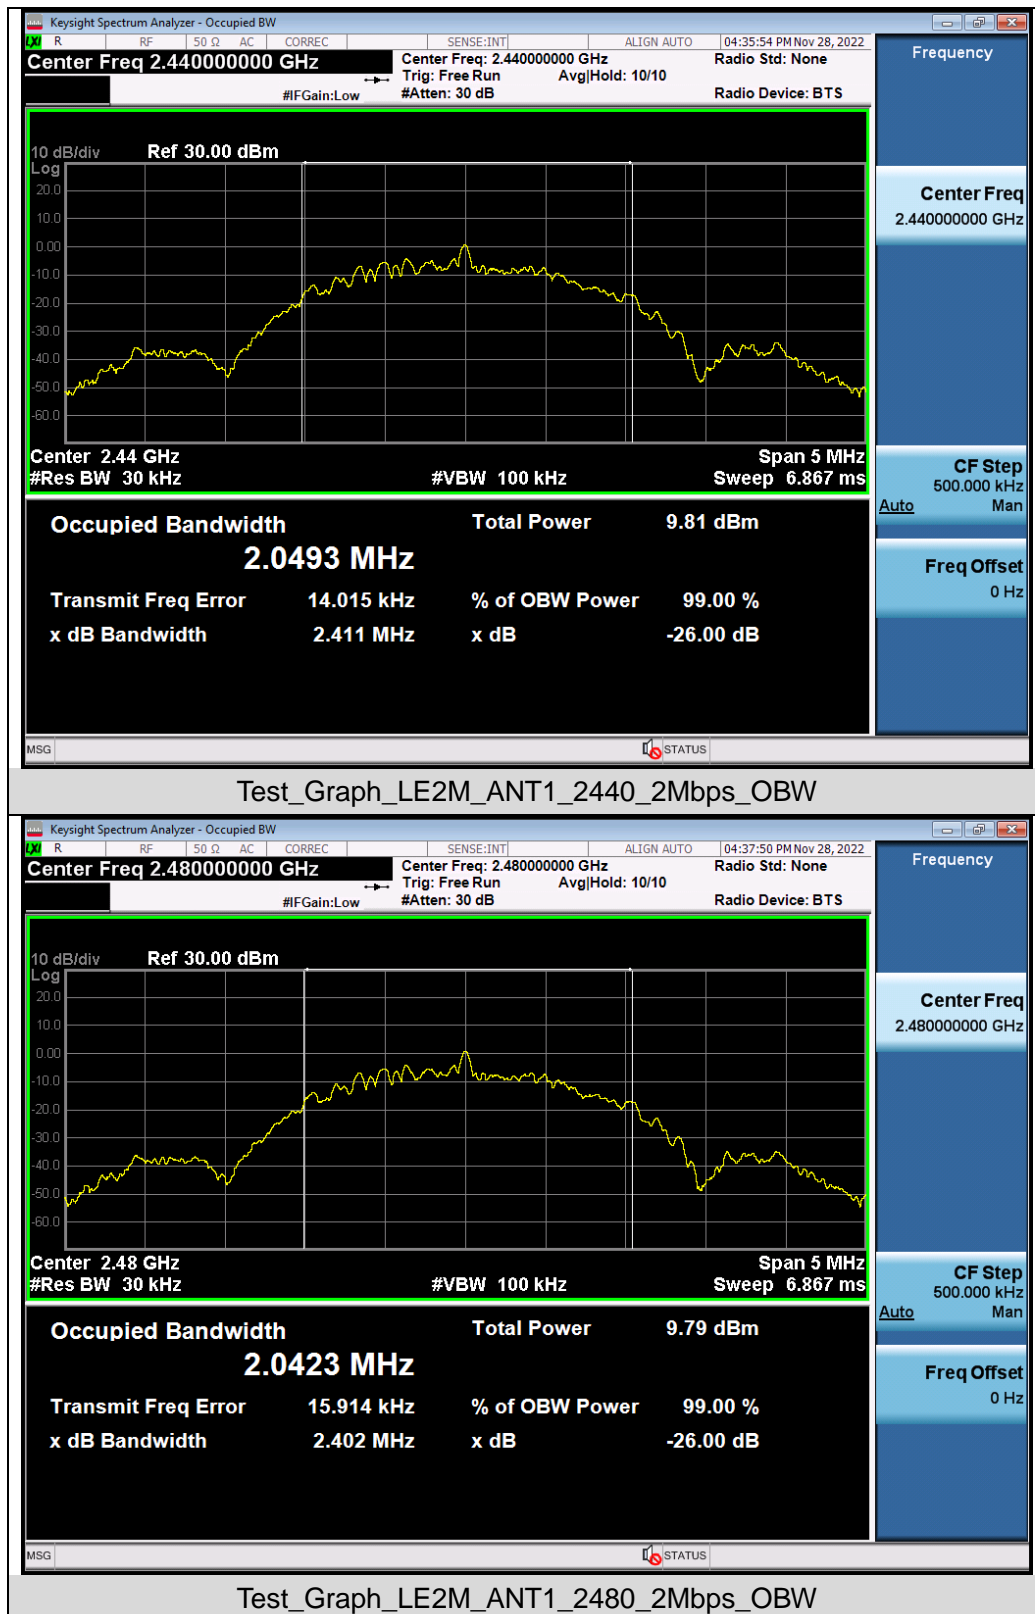 Keysight Spectrum Analyzer - Occupied BW
LXI R RF 50 Ω AC CORREC SENSE:INT ALIGN AUTO 04:35:54 PM Nov 28, 2022
Center Freq 2.440000000 GHz Center Freq: 2.440000000 GHz Radio Std: None Frequency
Trig: Free Run Avg|Hold: 10/10
#IFGain:Low #Atten: 30 dB Radio Device: BTS
10 dB/div Ref 30.00 dBm
Log
20.0
10.0
0.00
-10.0
-20.0
-30.0
-40.0
-50.0
-60.0
Center Freq
2.440000000 GHz
Center 2.44 GHz Span 5 MHz
#Res BW 30 kHz #VBW 100 kHz Sweep 6.867 ms
CF Step
500.000 kHz
Auto Man
Occupied Bandwidth Total Power 9.81 dBm
2.0493 MHz
Freq Offset
0 Hz
Transmit Freq Error 14.015 kHz % of OBW Power 99.00 %
x dB Bandwidth 2.411 MHz x dB -26.00 dB
MSG STATUS
Test_Graph_LE2M_ANT1_2440_2Mbps_OBW
Keysight Spectrum Analyzer - Occupied BW
LXI R RF 50 Ω AC CORREC SENSE:INT ALIGN AUTO 04:37:50 PM Nov 28, 2022
Center Freq 2.480000000 GHz Center Freq: 2.480000000 GHz Radio Std: None Frequency
Trig: Free Run Avg|Hold: 10/10
#IFGain:Low #Atten: 30 dB Radio Device: BTS
10 dB/div Ref 30.00 dBm
Log
20.0
10.0
0.00
-10.0
-20.0
-30.0
-40.0
-50.0
-60.0
Center Freq
2.480000000 GHz
Center 2.48 GHz Span 5 MHz
#Res BW 30 kHz #VBW 100 kHz Sweep 6.867 ms
CF Step
500.000 kHz
Auto Man
Occupied Bandwidth Total Power 9.79 dBm
2.0423 MHz
Freq Offset
0 Hz
Transmit Freq Error 15.914 kHz % of OBW Power 99.00 %
x dB Bandwidth 2.402 MHz x dB -26.00 dB
MSG STATUS
Test_Graph_LE2M_ANT1_2480_2Mbps_OBW